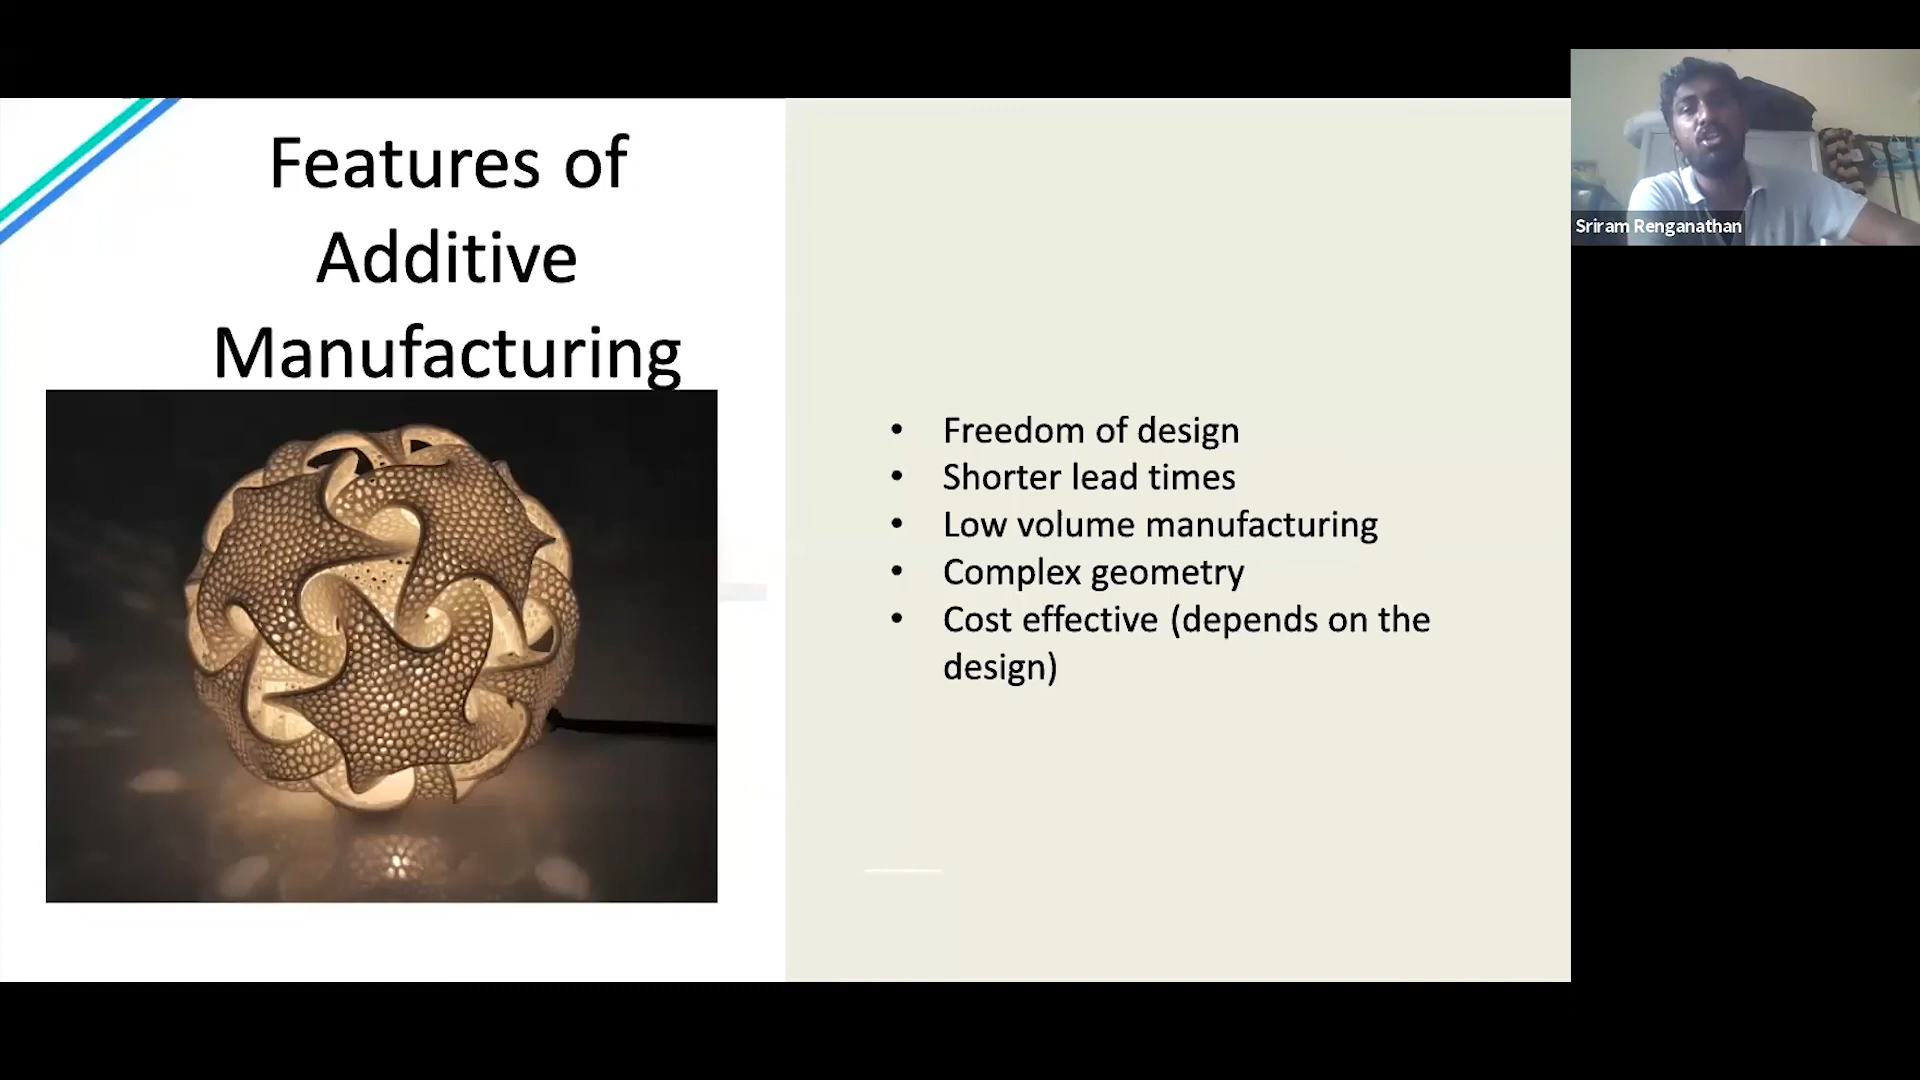 Features of
Additive
Manufacturing
• Freedom of design
• Shorter lead times
• Low volume manufacturing
• Complex geometry
• Cost effective (depends on the
design)
Sriram Renganathan